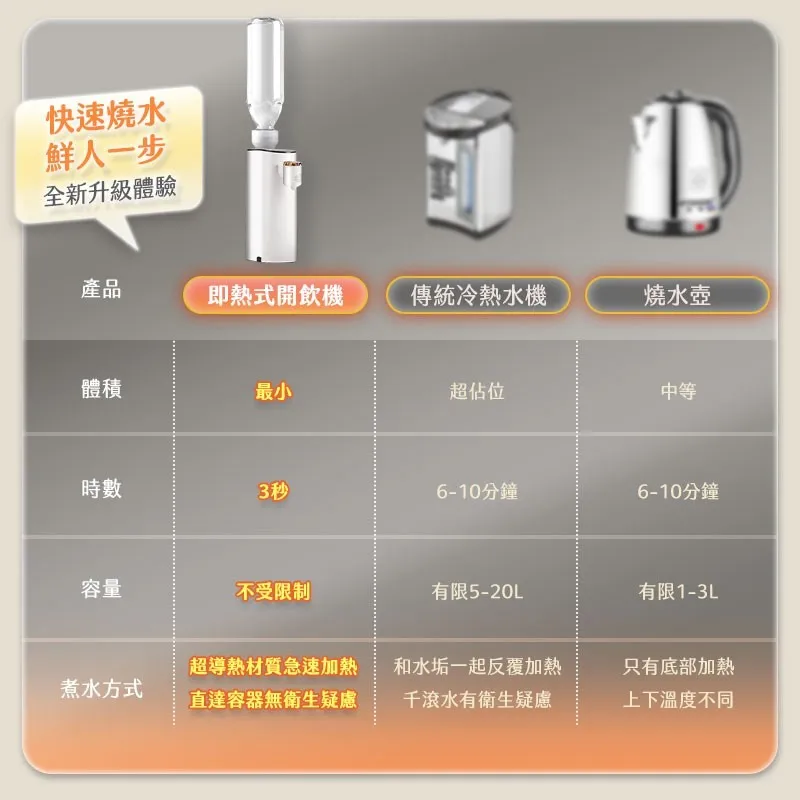 快速燒水
鮮人一步
全新升級體驗
產品
即熱式開飲機
傳統冷熱水機
燒水壺
體積
最小
超佔位
中等
時數
3秒
6-10分鐘
6-10分鐘
容量
不受限制
有限5-20L
有限1-3L
煮水方式
超導熱材質急速加熱
直達容器無衛生疑慮
和水垢一起反覆加熱
千滾水有衛生疑慮
只有底部加熱
上下溫度不同